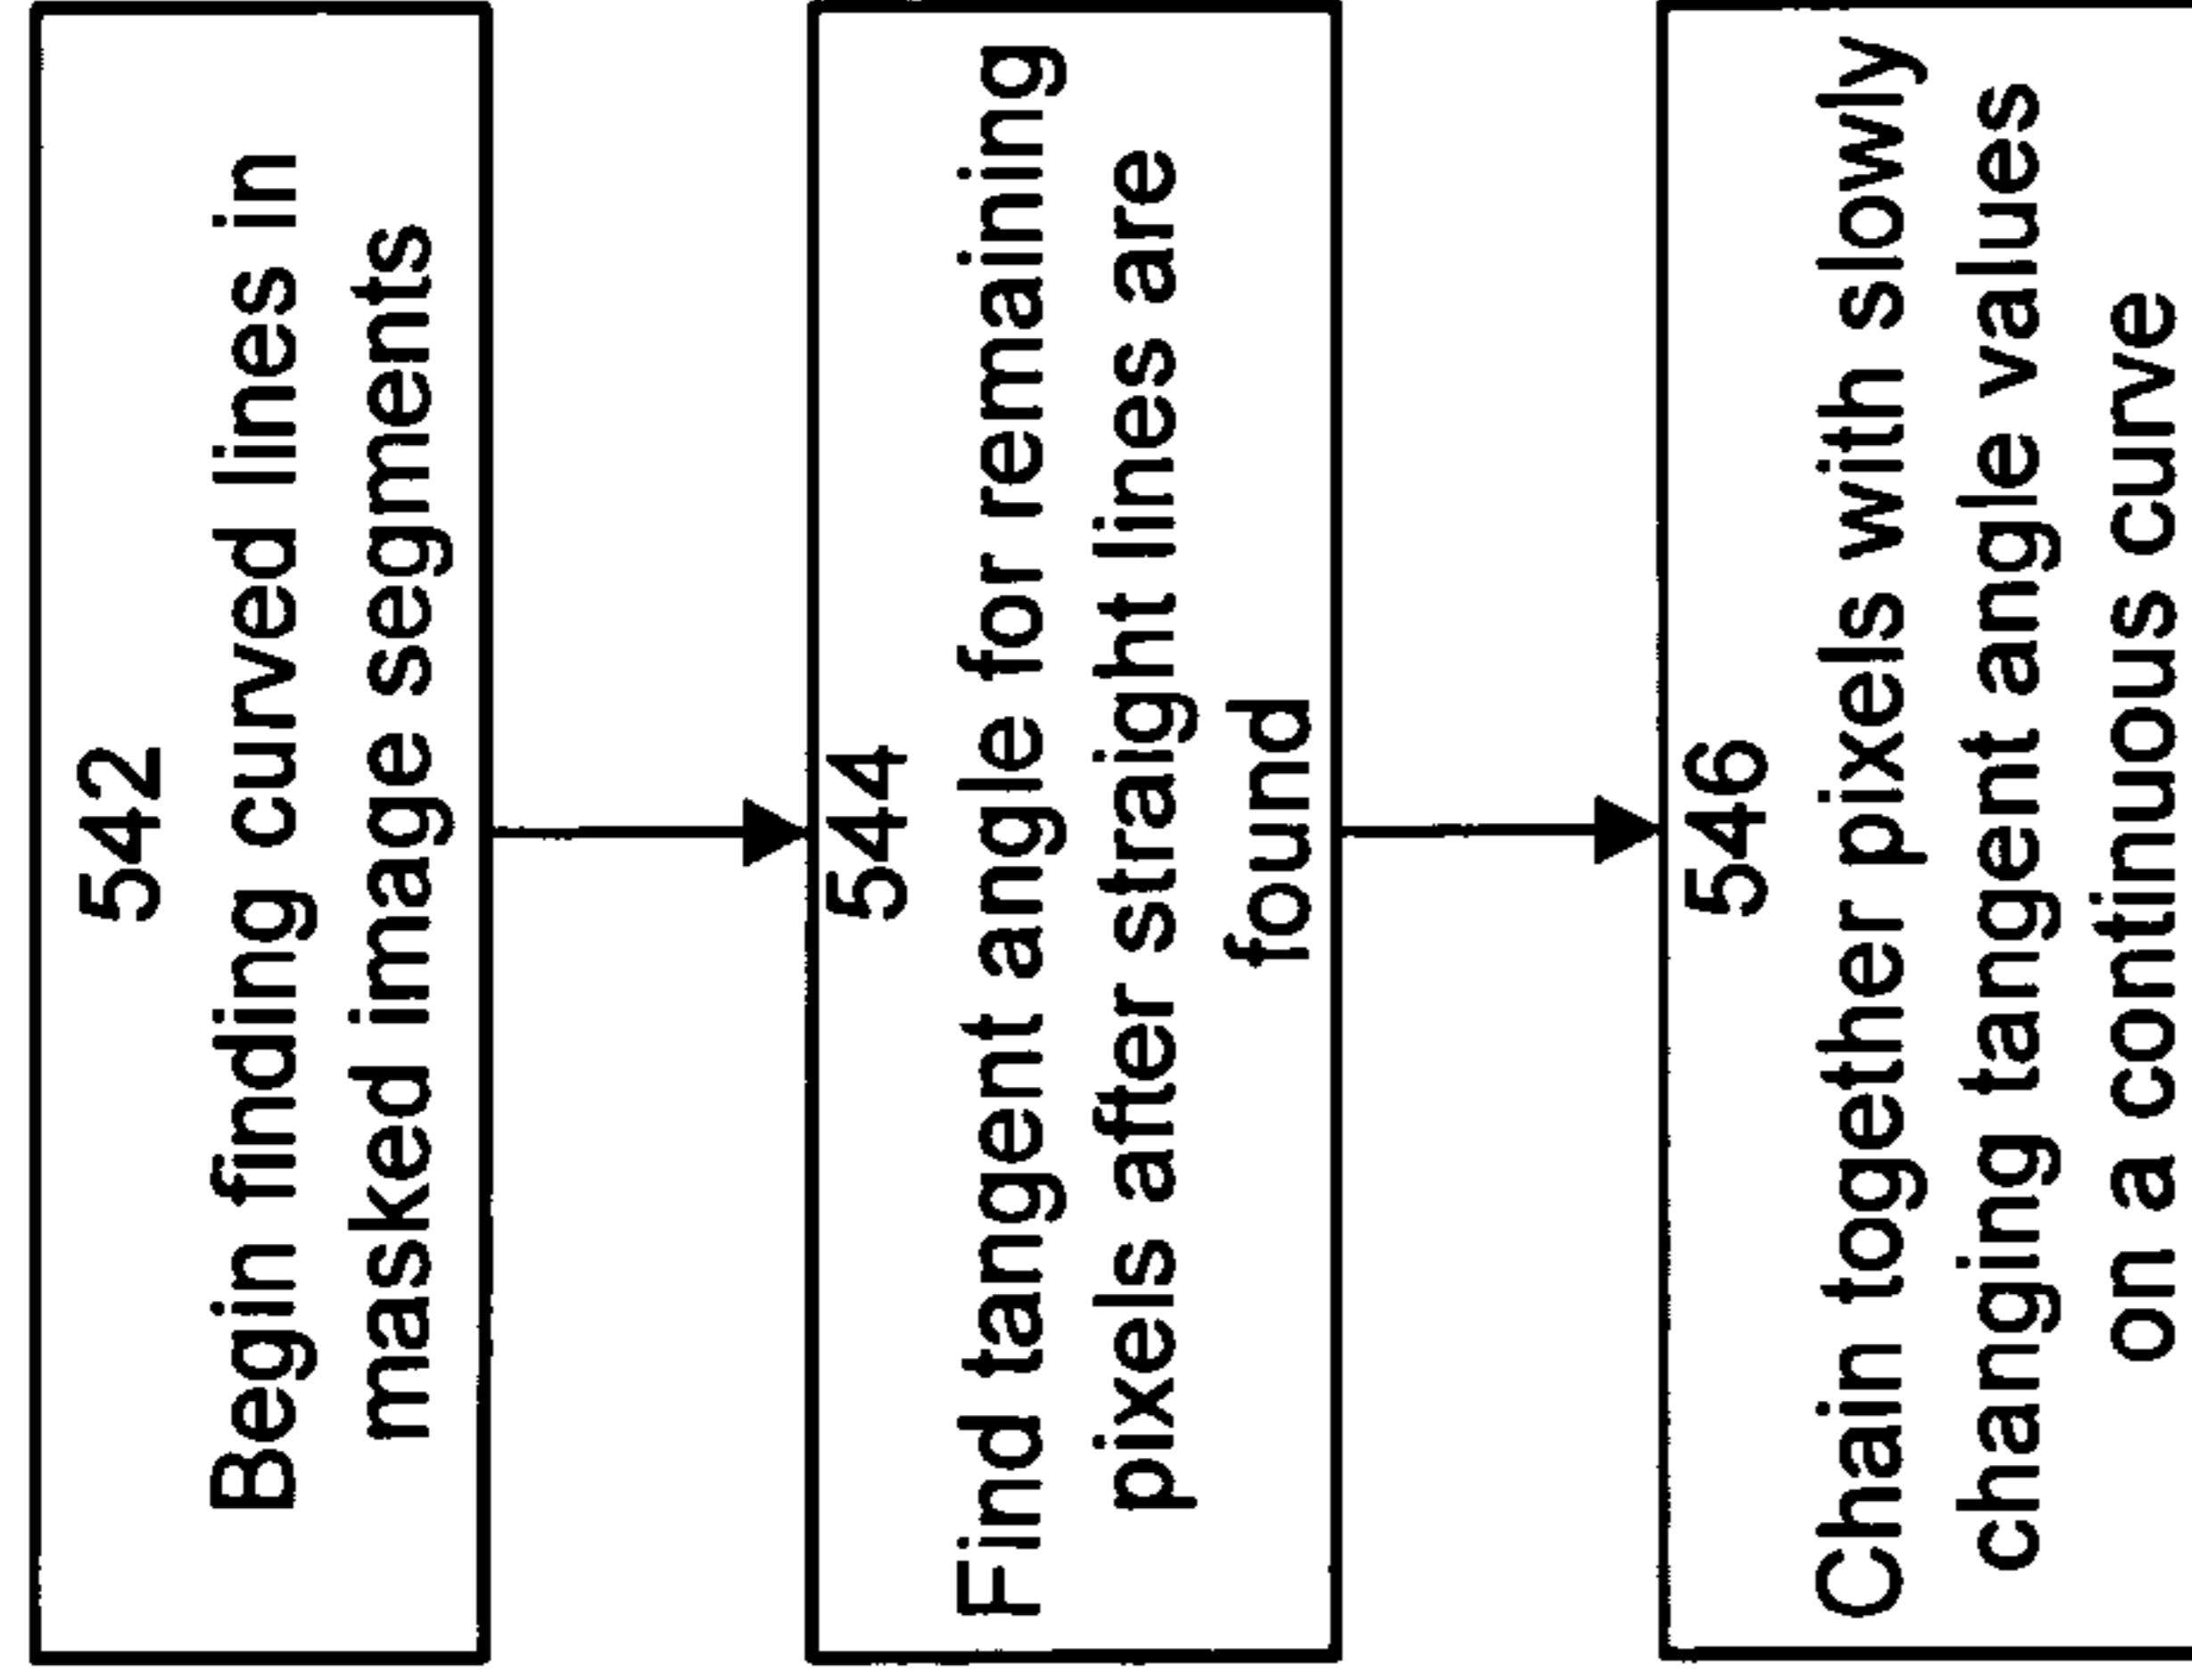 542
Begin finding curved lines in
masked image segments
544
Find tangent angle for remaining
pixels after straight lines are
found
546
Chain together pixels with slowly
changing tangent angle values
on a continuous curve